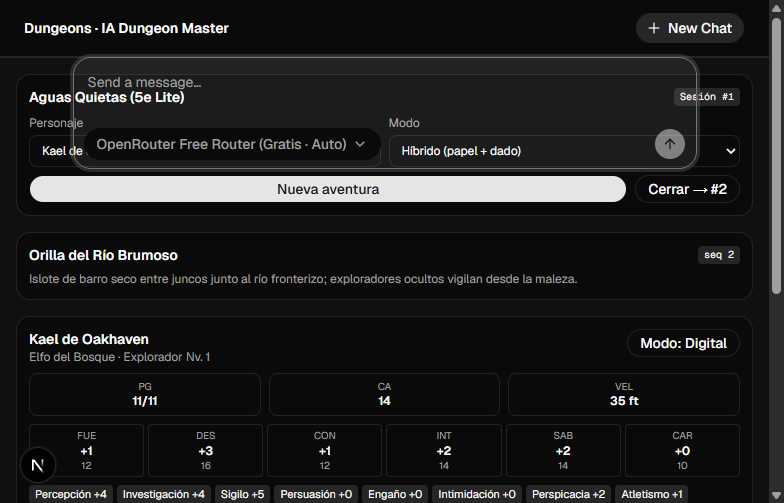 Dungeons · IA Dungeon Master
+ New Chat
Send a message...
Aguas Quietas (5e Lite)
Sesión #1
Personaje
Modo
Kael de
OpenRouter Free Router (Gratis · Auto)
Híbrido (papel + dado)
Nueva aventura
Cerrar → #2
Orilla del Río Brumoso
seq 2
Islote de barro seco entre juncos junto al río fronterizo; exploradores ocultos vigilan desde la maleza.
Kael de Oakhaven
Elfo del Bosque · Explorador Nv. 1
Modo: Digital
PG
CA
VEL
11/11
14
35 ft
FUE
DES
CON
INT
SAB
CAR
+1
+3
+1
+2
+2
+0
12
16
12
14
14
10
N
Percepción +4
Investigación +4
Sigilo +5
Persuasión +0
Engaño +0
Intimidación +0
Perspicacia +2
Atletismo +1